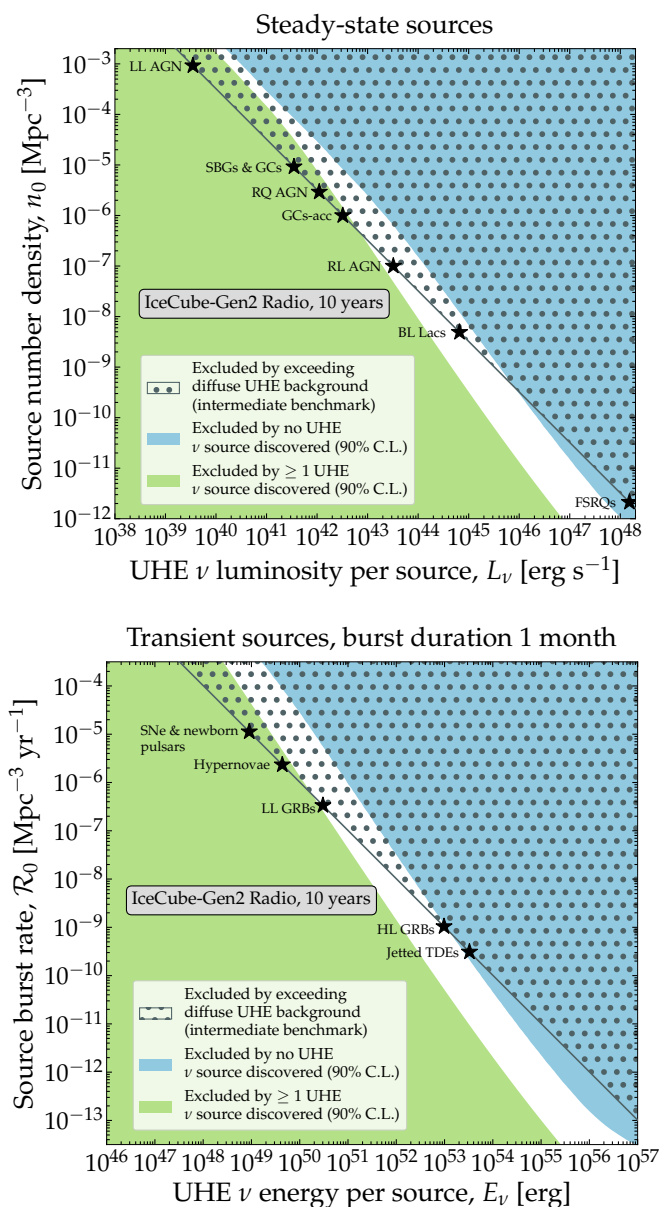 Steady-state sources
Source number density, n₀ [Mpc⁻³]
10⁻³
10⁻⁴
10⁻⁵
10⁻⁶
10⁻⁷
10⁻⁸
10⁻⁹
10⁻¹⁰
10⁻¹¹
10⁻¹²
LL AGN
SBGs & GCs
RQ AGN
GCs-acc
RL AGN
IceCube-Gen2 Radio, 10 years
BL Lacs
Excluded by exceeding
diffuse UHE background
(intermediate benchmark)
Excluded by no UHE
ν source discovered (90% C.L.)
Excluded by ≥ 1 UHE
ν source discovered (90% C.L.)
FSRQs
10³⁸ 10³⁹ 10⁴⁰ 10⁴¹ 10⁴² 10⁴³ 10⁴⁴ 10⁴⁵ 10⁴⁶ 10⁴⁷ 10⁴⁸
UHE ν luminosity per source, Lᵥ [erg s⁻¹]
Transient sources, burst duration 1 month
Source burst rate, ℛ₀ [Mpc⁻³ yr⁻¹]
10⁻⁴
10⁻⁵
10⁻⁶
10⁻⁷
10⁻⁸
10⁻⁹
10⁻¹⁰
10⁻¹¹
10⁻¹²
10⁻¹³
SNe & newborn
pulsars
Hypernovae
LL GRBs
IceCube-Gen2 Radio, 10 years
HL GRBs
Jetted TDEs
Excluded by exceeding
diffuse UHE background
(intermediate benchmark)
Excluded by no UHE
ν source discovered (90% C.L.)
Excluded by ≥ 1 UHE
ν source discovered (90% C.L.)
10⁴⁶ 10⁴⁷ 10⁴⁸ 10⁴⁹ 10⁵⁰ 10⁵¹ 10⁵² 10⁵³ 10⁵⁴ 10⁵⁵ 10⁵⁶ 10⁵⁷
UHE ν energy per source, Eᵥ [erg]